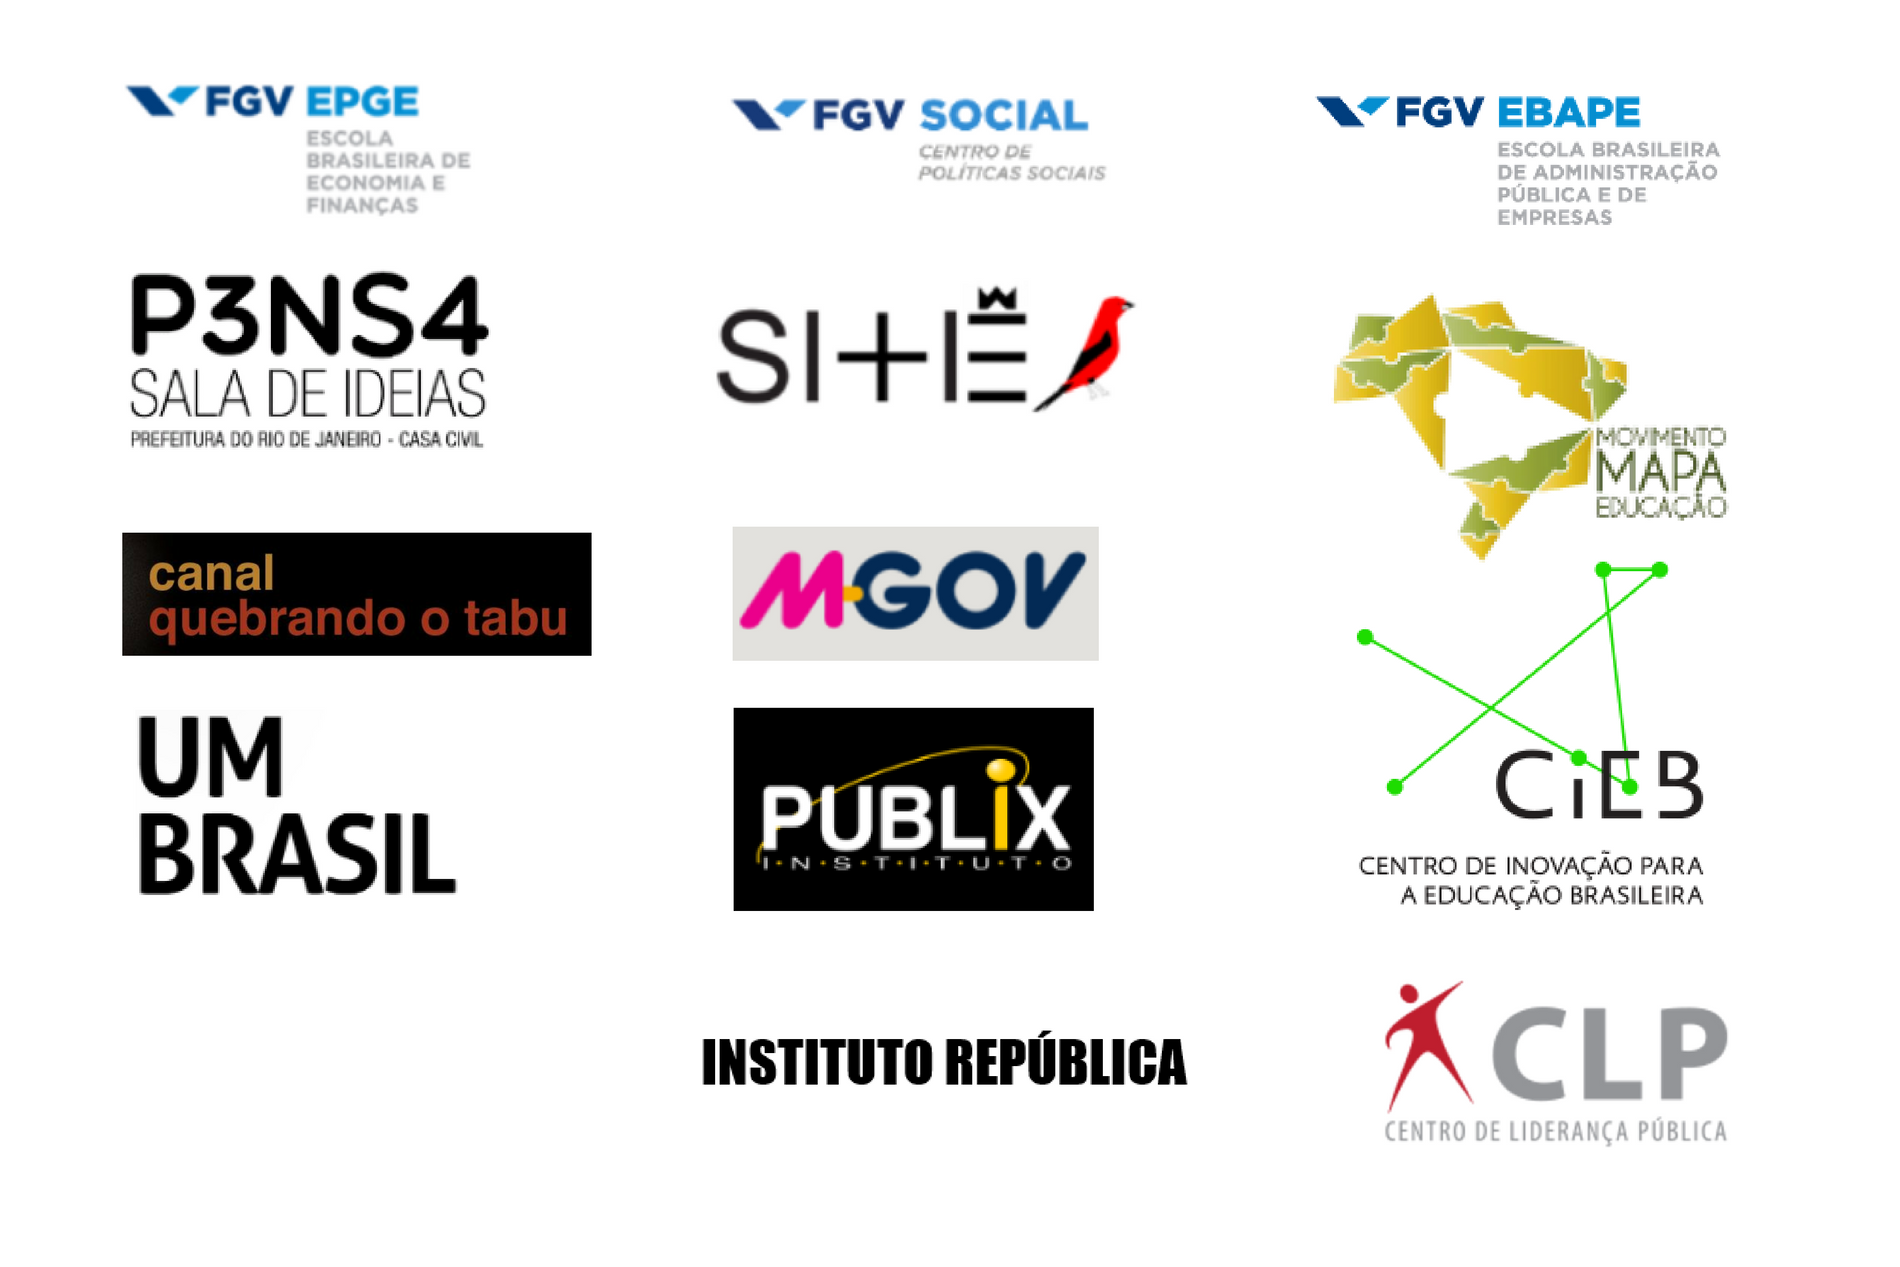 FGV EPGE
ESCOLA
BRASILEIRA DE
ECONOMIA E
FINANÇAS
FGV SOCIAL
CENTRO DE
POLÍTICAS SOCIAIS
FGV EBAPE
ESCOLA BRASILEIRA
DE ADMINISTRAÇÃO
PÚBLICA E DE
EMPRESAS
P3NS4
SALA DE IDEIAS
PREFEITURA DO RIO DE JANEIRO - CASA CIVIL
SI+E
MOVIMENTO
MAPA
EDUCAÇÃO
canal
quebrando o tabu
M-GOV
CiEB
CENTRO DE INOVAÇÃO PARA
A EDUCAÇÃO BRASILEIRA
UM
BRASIL
PUBLiX
I·N·S·T·I·T·U·T·O
INSTITUTO REPÚBLICA
CLP
CENTRO DE LIDERANÇA PÚBLICA